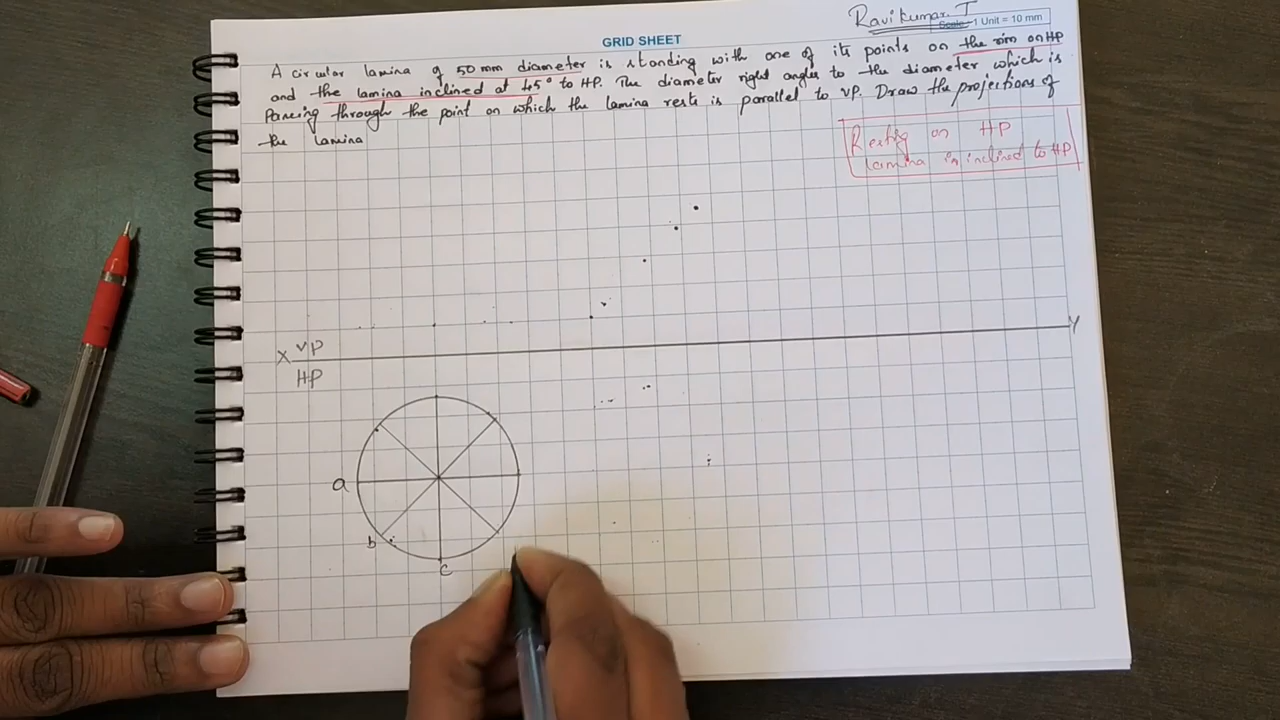 Ravikumar. T
GRID SHEET
Scale - 1 Unit = 10 mm
A circular lamina of 50 mm diameter is standing with one of its points on the rim on HP
and the lamina inclined at 45° to HP. The diameter right angles to the diameter which is
Passing through the point on which the lamina rests is parallel to VP. Draw the projections of
the lamina
Resting on HP
lamina is inclined to HP
VP
X Y
HP
a
b
c